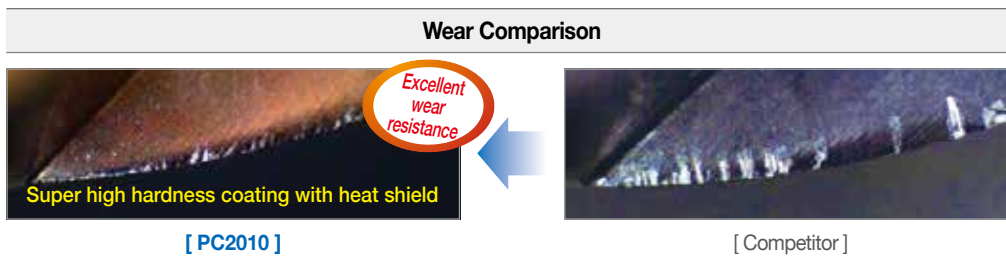 Wear Comparison
Excellent
wear
resistance
Super high hardness coating with heat shield
[ PC2010 ]
[ Competitor ]